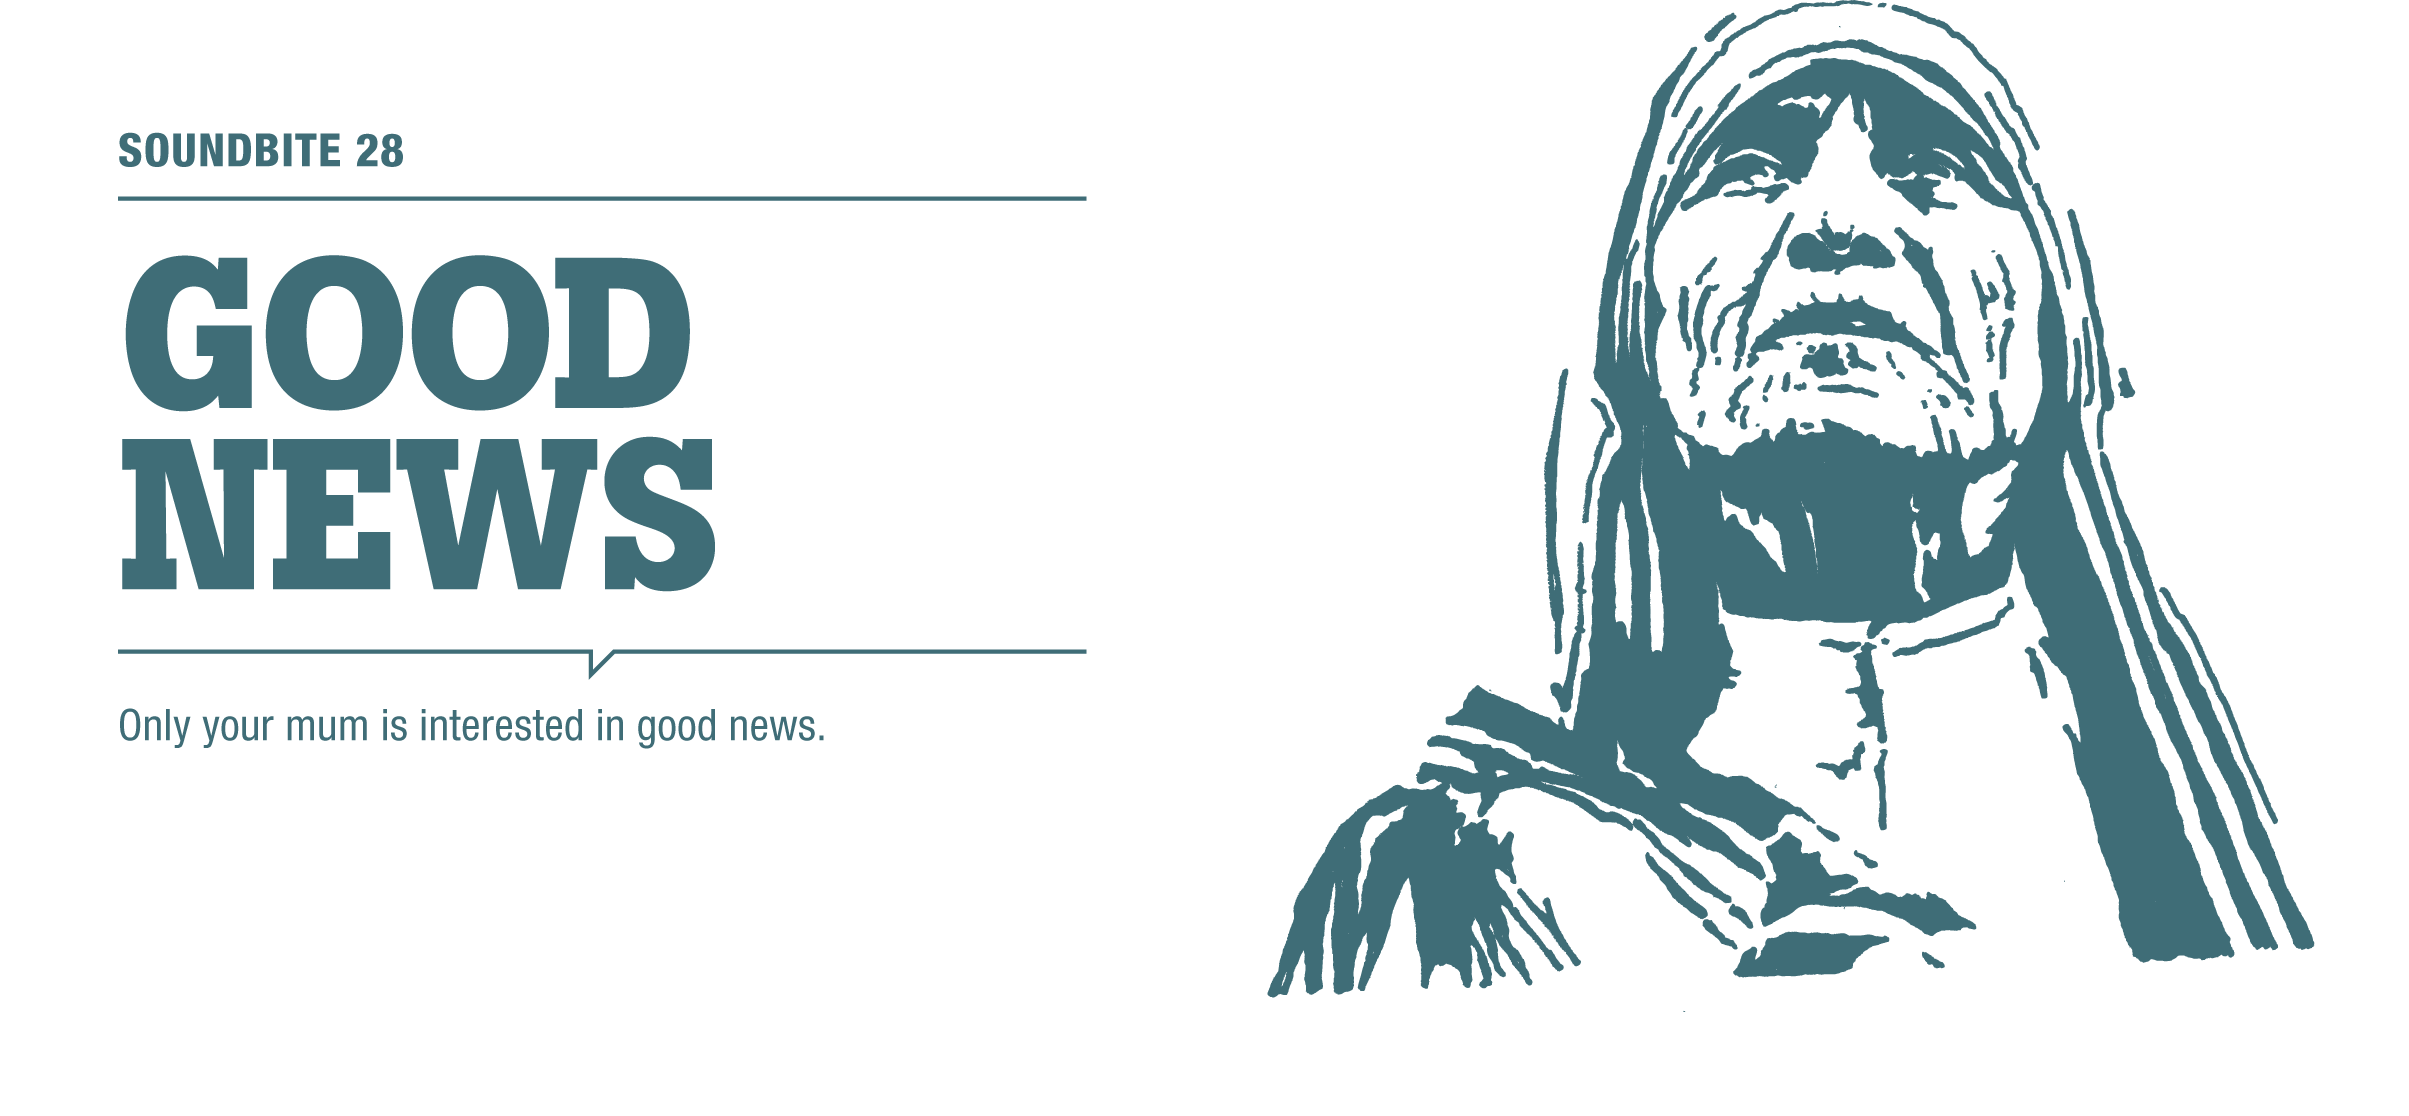 SOUNDBITE 28
GOOD
NEWS
Only your mum is interested in good news.